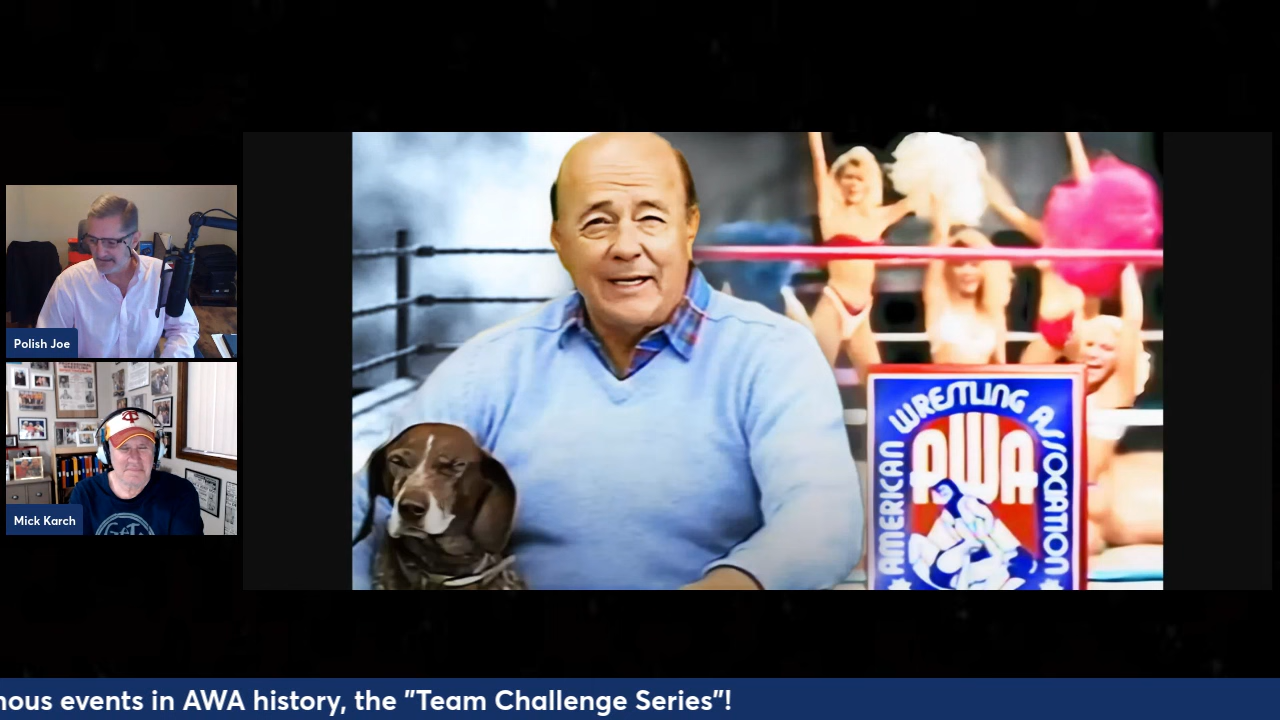 Polish Joe
Mick Karch
AMERICAN WRESTLING ASSOCIATION
AWA
nous events in AWA history, the "Team Challenge Series"!